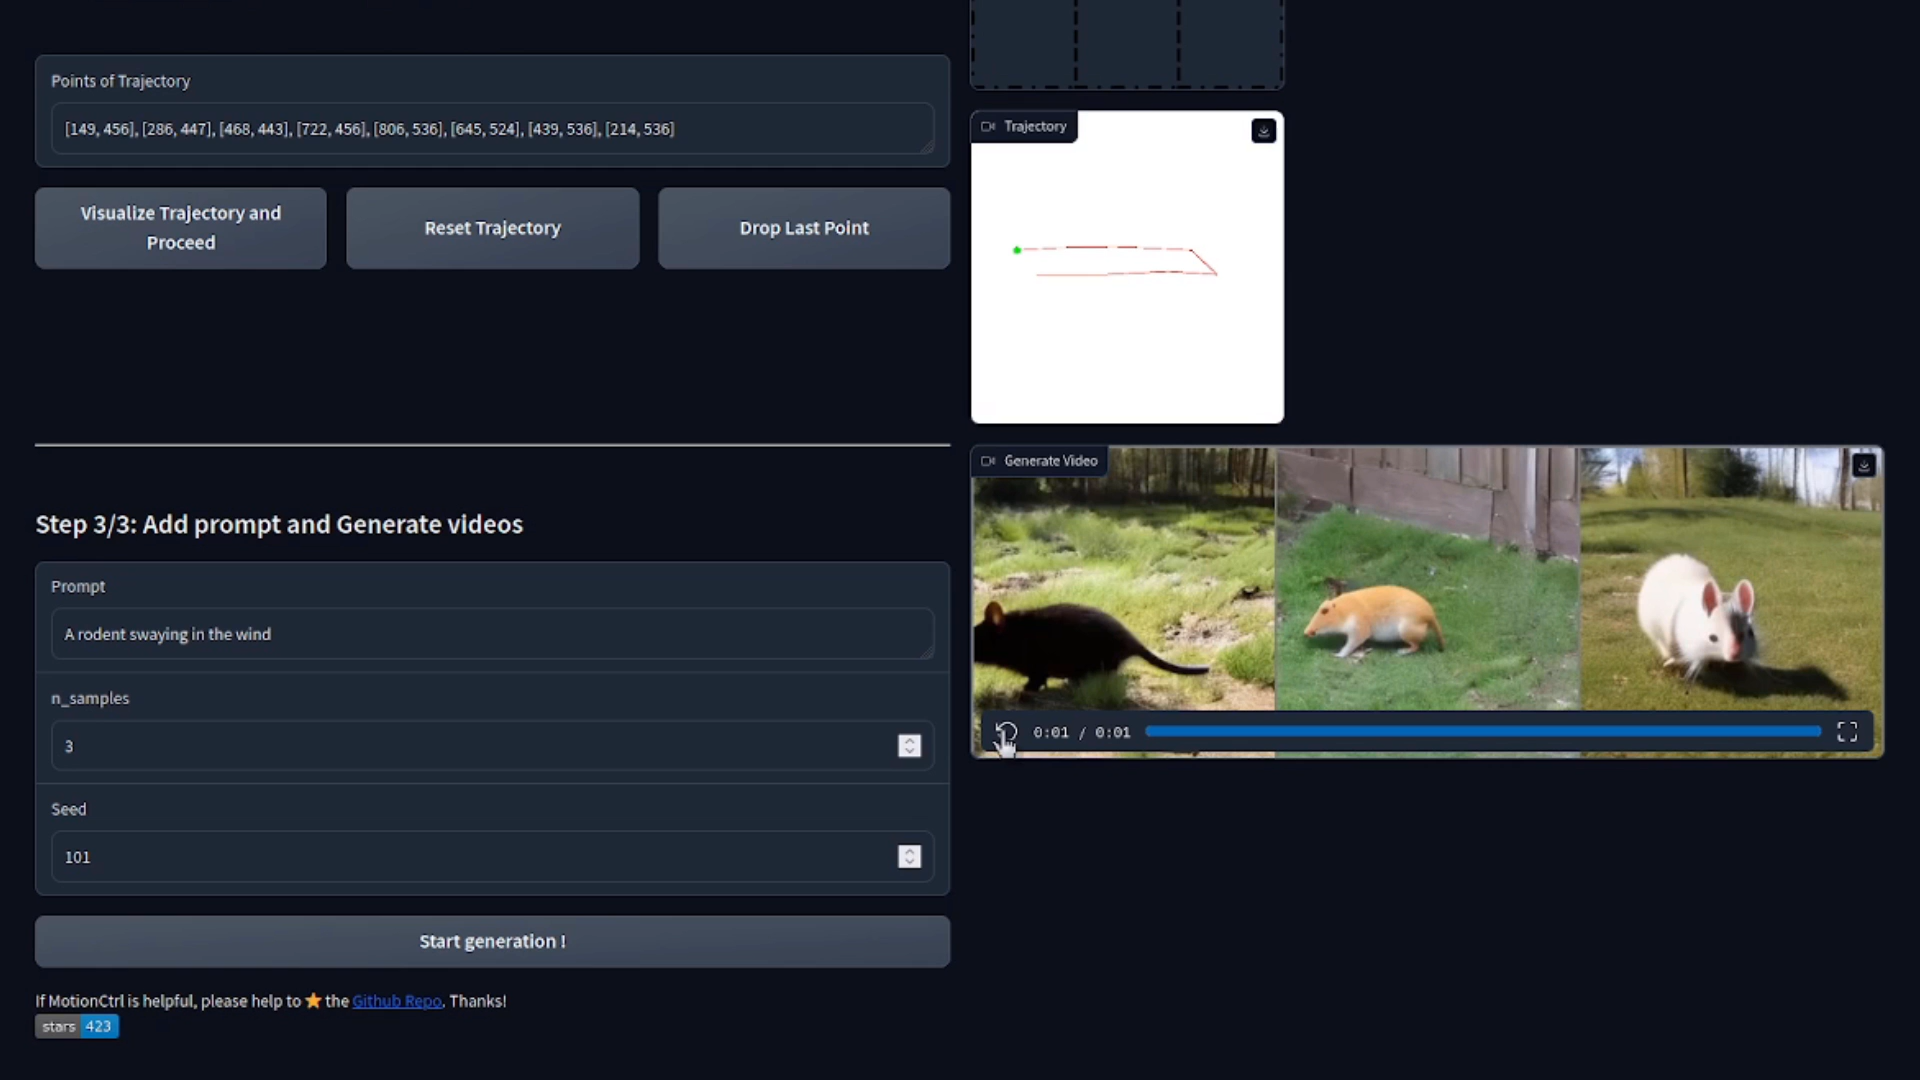 Points of Trajectory
[149, 456], [286, 447], [468, 443], [722, 456], [806, 536], [645, 524], [439, 536], [214, 536]
Visualize Trajectory and
Proceed
Reset Trajectory
Drop Last Point
Trajectory
Generate Video
0:01 / 0:01
Step 3/3: Add prompt and Generate videos
Prompt
A rodent swaying in the wind
n_samples
3
Seed
101
Start generation !
If MotionCtrl is helpful, please help to ⭐ the Github Repo. Thanks!
stars 423